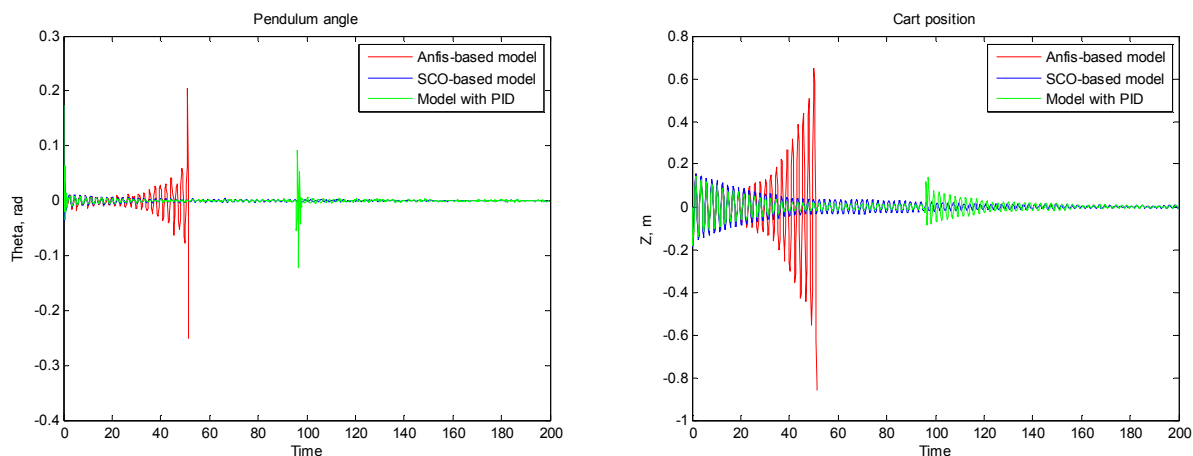 Pendulum angle
0.3
0.2
0.1
0
-0.1
-0.2
-0.3
-0.4
Theta, rad
0 20 40 60 80 100 120 140 160 180 200
Time
Anfis-based model
SCO-based model
Model with PID
Cart position
0.8
0.6
0.4
0.2
0
-0.2
-0.4
-0.6
-0.8
-1
Z, m
0 20 40 60 80 100 120 140 160 180 200
Time
Anfis-based model
SCO-based model
Model with PID